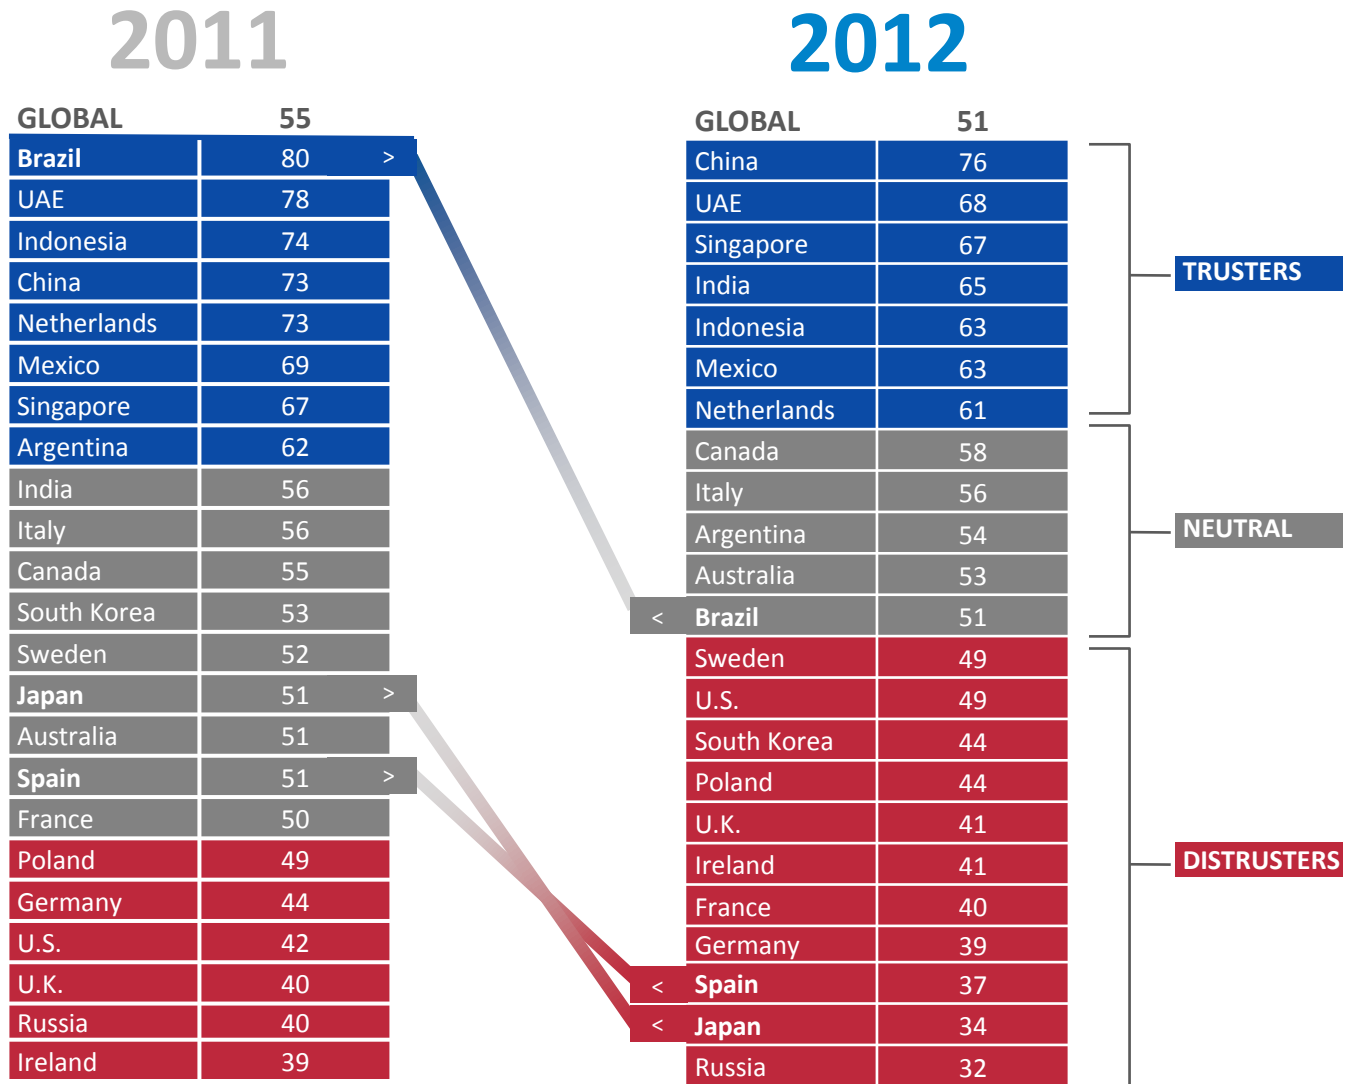 2011
GLOBAL 55
Brazil 80 >
UAE 78
Indonesia 74
China 73
Netherlands 73
Mexico 69
Singapore 67
Argentina 62
India 56
Italy 56
Canada 55
South Korea 53
Sweden 52
Japan 51 >
Australia 51
Spain 51 >
France 50
Poland 49
Germany 44
U.S. 42
U.K. 40
Russia 40
Ireland 39
2012
GLOBAL 51
China 76
UAE 68
Singapore 67
India 65
Indonesia 63
Mexico 63
Netherlands 61
Canada 58
Italy 56
Argentina 54
Australia 53
< Brazil 51
Sweden 49
U.S. 49
South Korea 44
Poland 44
U.K. 41
Ireland 41
France 40
Germany 39
< Spain 37
< Japan 34
Russia 32
TRUSTERS
NEUTRAL
DISTRUSTERS